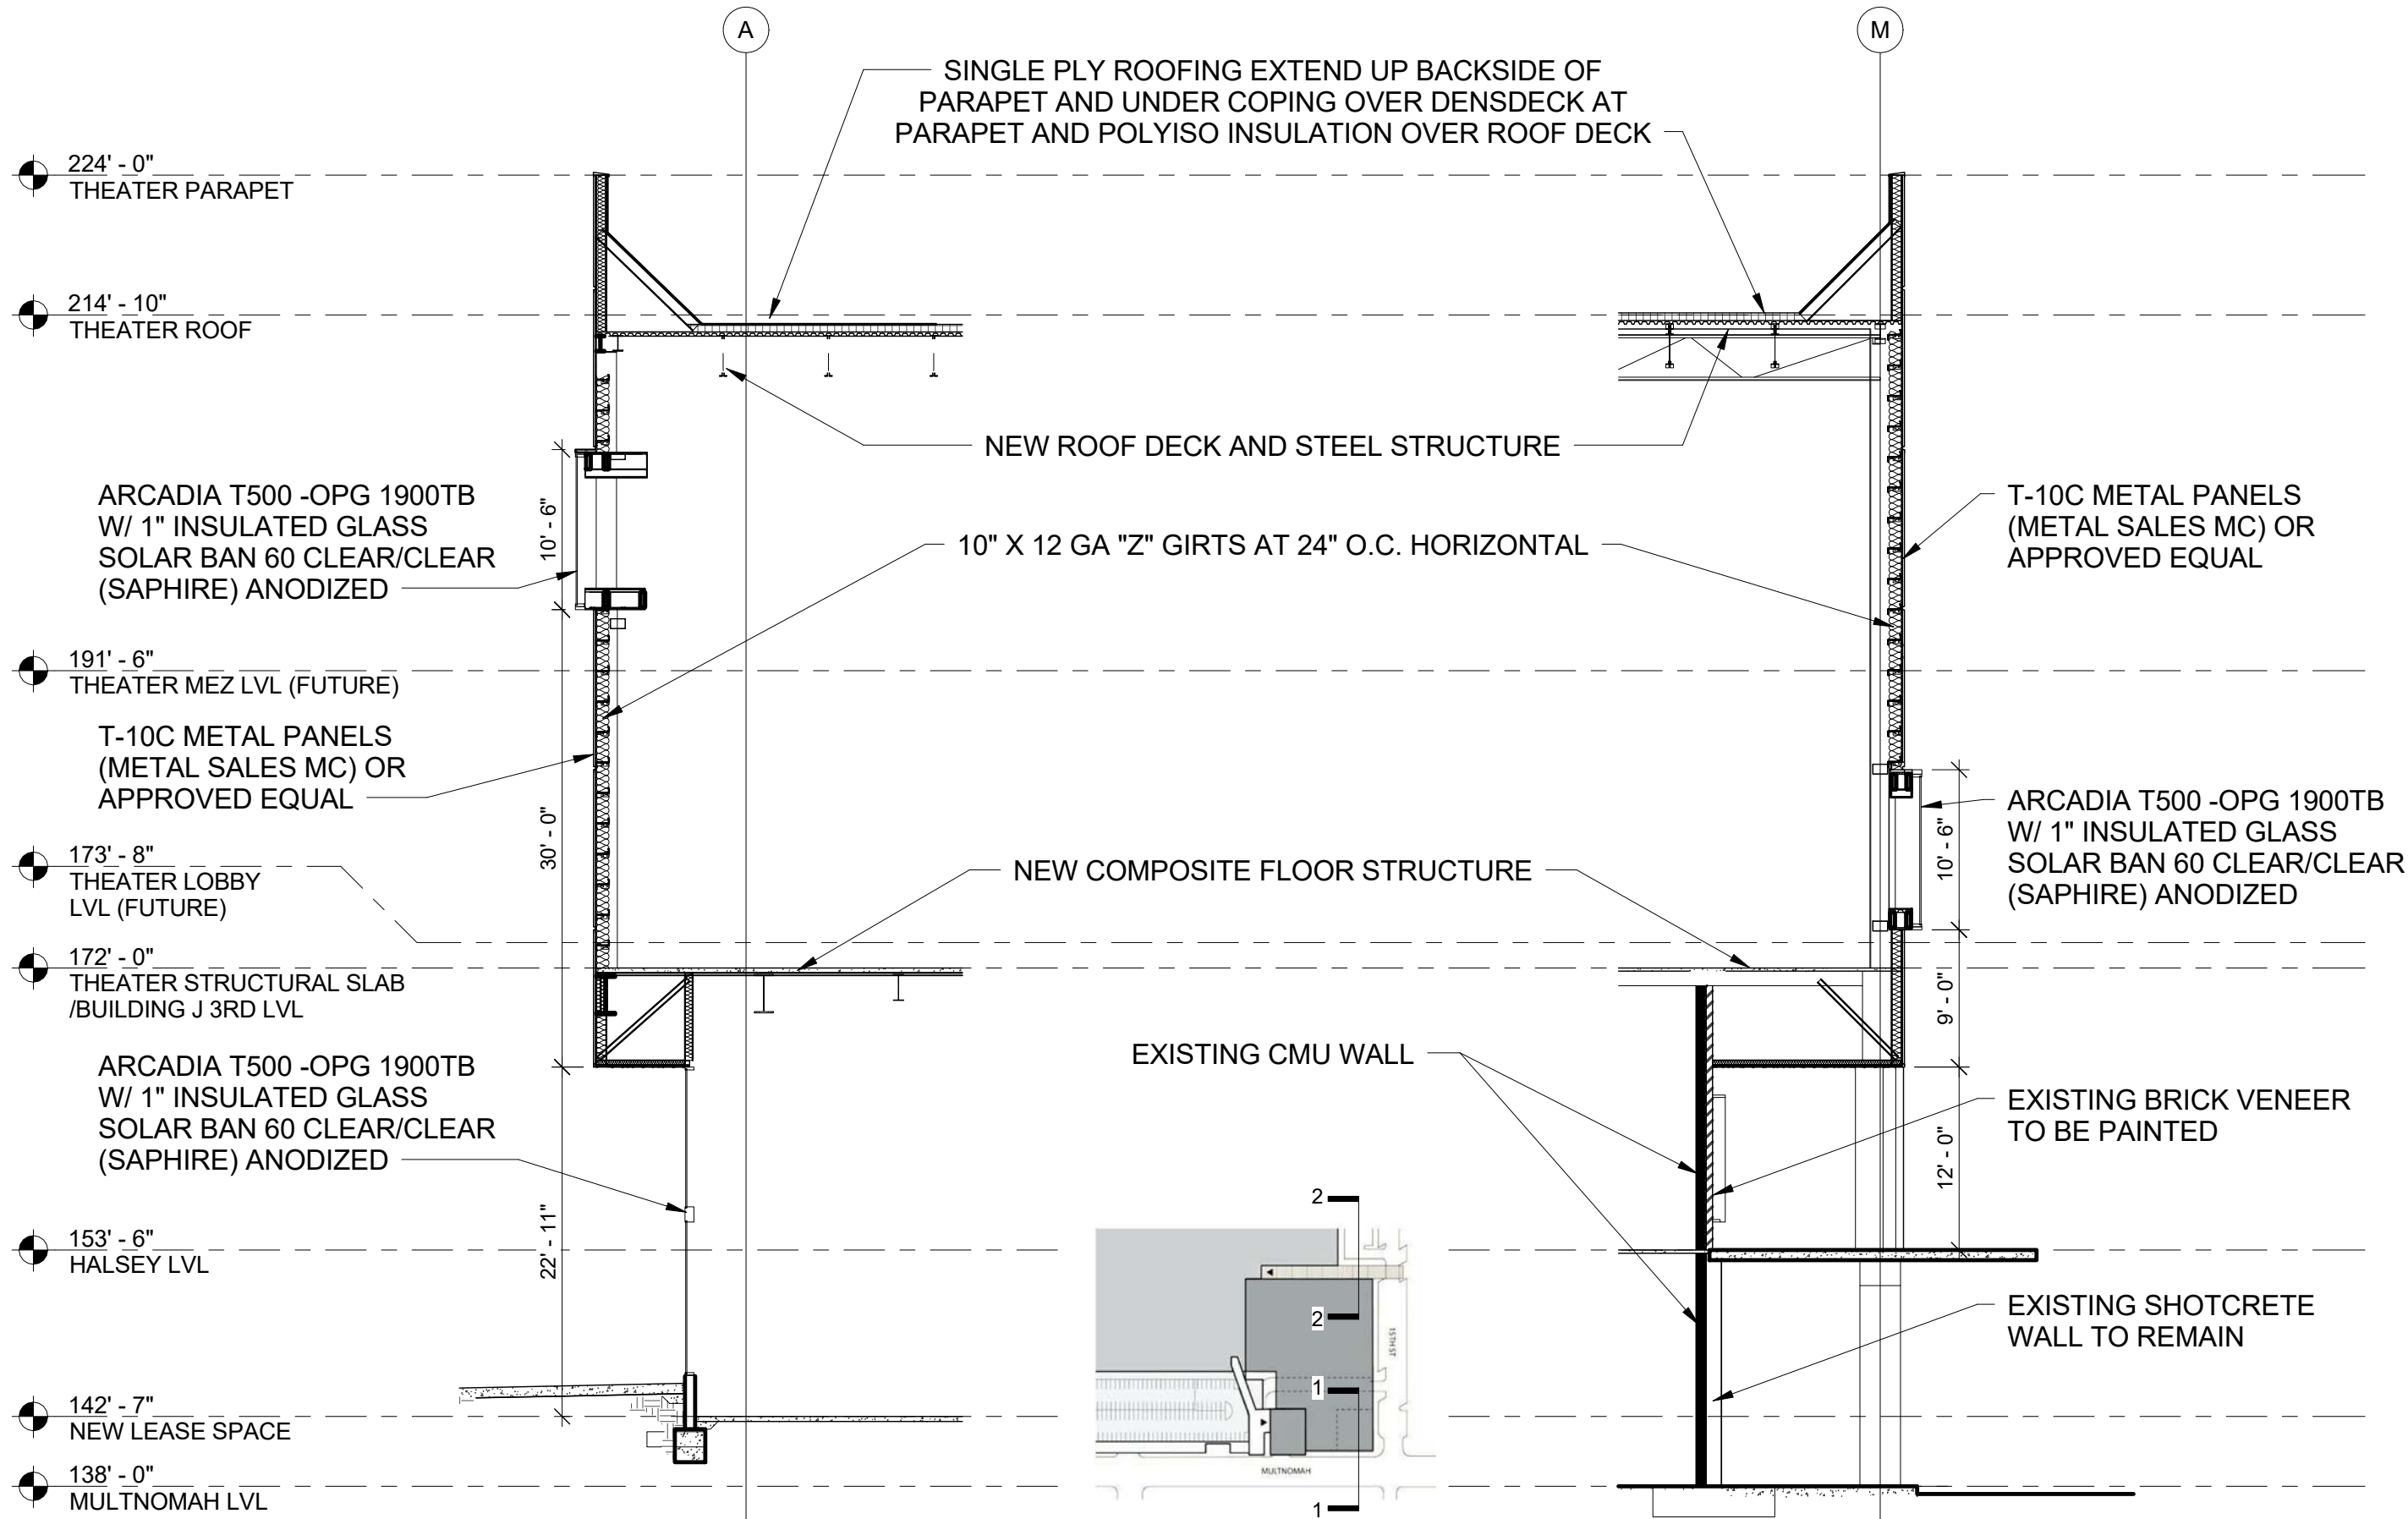 A
M
SINGLE PLY ROOFING EXTEND UP BACKSIDE OF
PARAPET AND UNDER COPING OVER DENSDECK AT
PARAPET AND POLYISO INSULATION OVER ROOF DECK
224' - 0"
THEATER PARAPET
214' - 10"
THEATER ROOF
NEW ROOF DECK AND STEEL STRUCTURE
ARCADIA T500 -OPG 1900TB
W/ 1" INSULATED GLASS
SOLAR BAN 60 CLEAR/CLEAR
(SAPHIRE) ANODIZED
10' - 6"
10" X 12 GA "Z" GIRTS AT 24" O.C. HORIZONTAL
T-10C METAL PANELS
(METAL SALES MC) OR
APPROVED EQUAL
191' - 6"
THEATER MEZ LVL (FUTURE)
T-10C METAL PANELS
(METAL SALES MC) OR
APPROVED EQUAL
30' - 0"
ARCADIA T500 -OPG 1900TB
W/ 1" INSULATED GLASS
SOLAR BAN 60 CLEAR/CLEAR
(SAPHIRE) ANODIZED
10' - 6"
173' - 8"
THEATER LOBBY
LVL (FUTURE)
NEW COMPOSITE FLOOR STRUCTURE
172' - 0"
THEATER STRUCTURAL SLAB
/BUILDING J 3RD LVL
9' - 0"
EXISTING CMU WALL
ARCADIA T500 -OPG 1900TB
W/ 1" INSULATED GLASS
SOLAR BAN 60 CLEAR/CLEAR
(SAPHIRE) ANODIZED
EXISTING BRICK VENEER
TO BE PAINTED
12' - 0"
22' - 11"
153' - 6"
HALSEY LVL
2
2
1
1
15TH ST
MULTNOMAH
EXISTING SHOTCRETE
WALL TO REMAIN
142' - 7"
NEW LEASE SPACE
138' - 0"
MULTNOMAH LVL